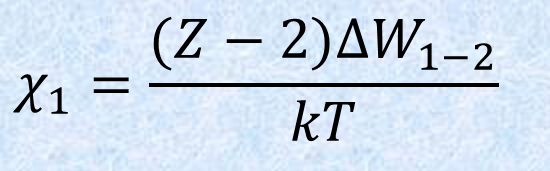 χ₁ = (Z − 2)ΔW₁₋₂ / kT